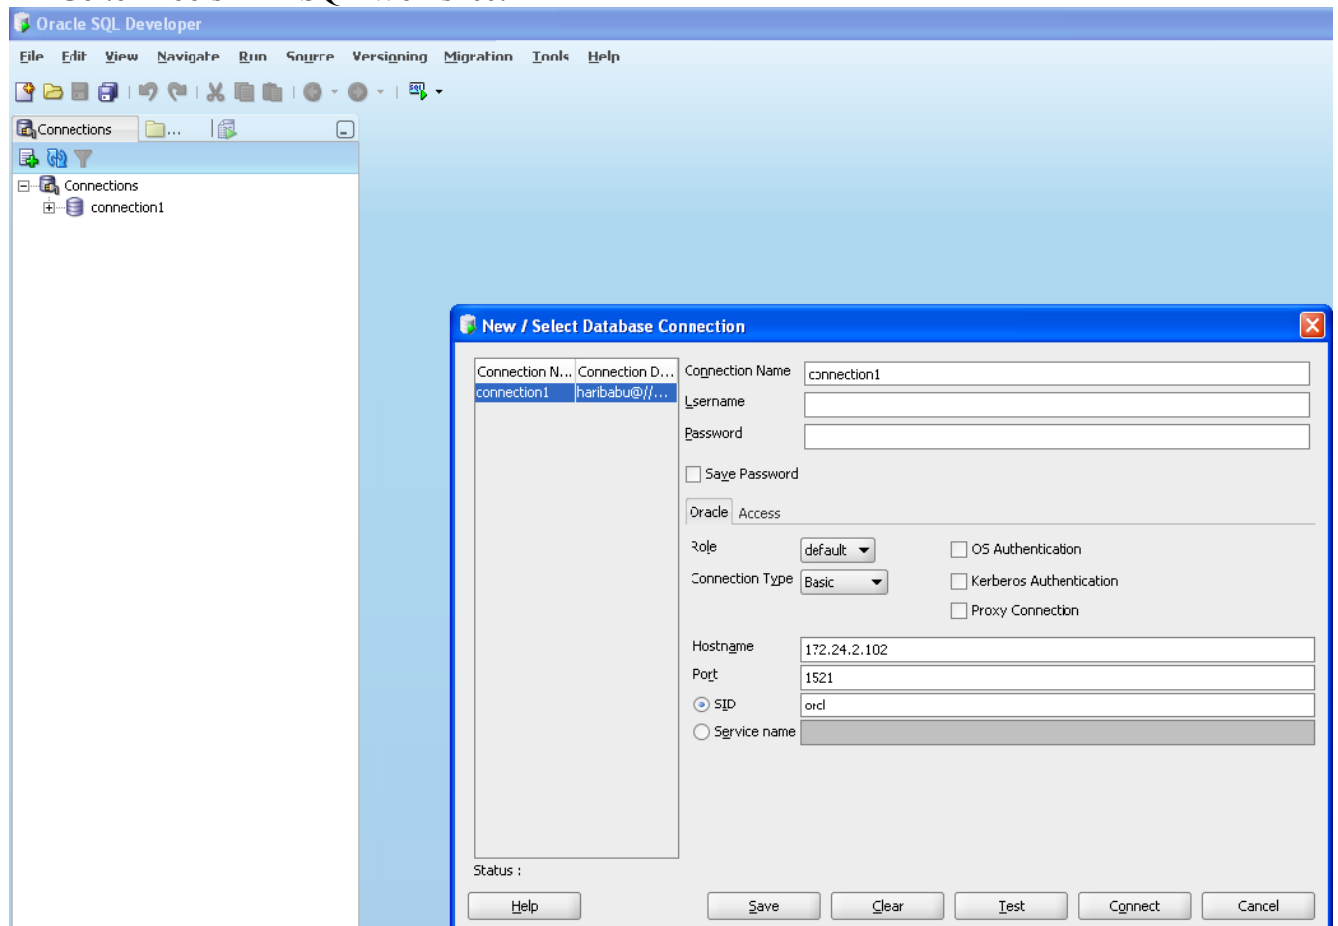 Oracle SQL Developer
File Edit View Navigate Run Source Versioning Migration Tools Help
SQL
Connections ...
Connections
connection1
New / Select Database Connection
Connection N... Connection D...
connection1 haribabu@//...
Connection Name connection1
Username
Password
Save Password
Oracle Access
Role default
OS Authentication
Connection Type Basic
Kerberos Authentication
Proxy Connection
Hostname 172.24.2.102
Port 1521
SID orcl
Service name
Status :
Help Save Clear Test Connect Cancel